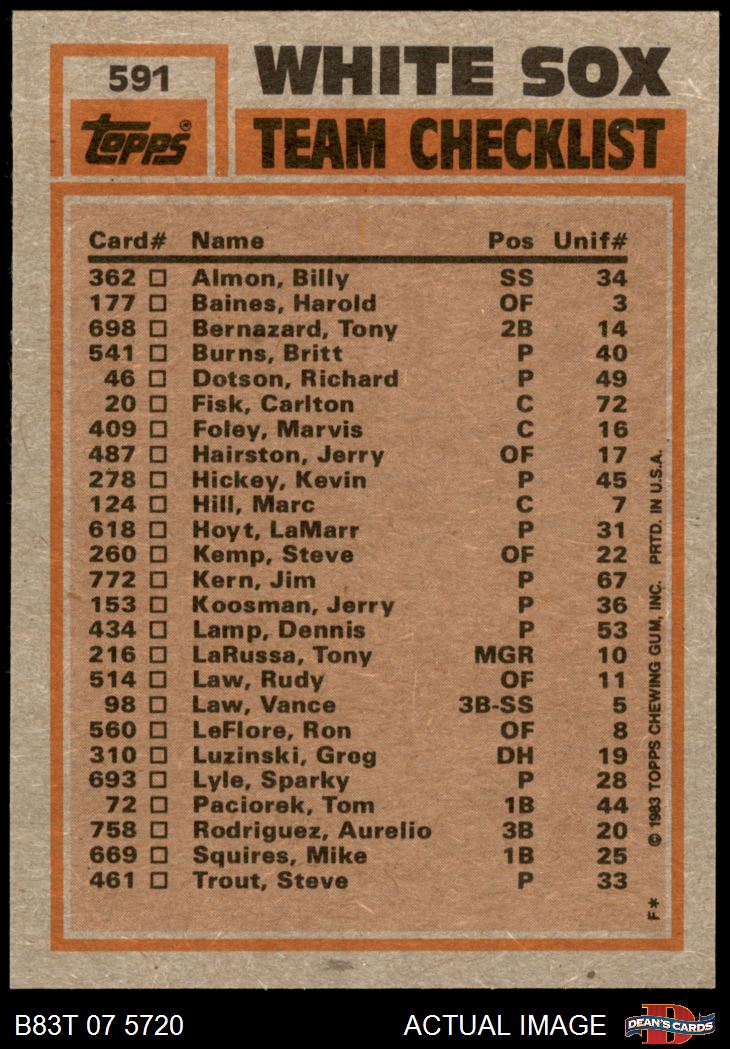 591
WHITE SOX
Topps®
TEAM CHECKLIST
Card# Name Pos Unif#
362 ☐ Almon, Billy SS 34
177 ☐ Baines, Harold OF 3
698 ☐ Bernazard, Tony 2B 14
541 ☐ Burns, Britt P 40
46 ☐ Dotson, Richard P 49
20 ☐ Fisk, Carlton C 72
409 ☐ Foley, Marvis C 16
487 ☐ Hairston, Jerry OF 17
278 ☐ Hickey, Kevin P 45
124 ☐ Hill, Marc C 7
618 ☐ Hoyt, LaMarr P 31
260 ☐ Kemp, Steve OF 22
772 ☐ Kern, Jim P 67
153 ☐ Koosman, Jerry P 36
434 ☐ Lamp, Dennis P 53
216 ☐ LaRussa, Tony MGR 10
514 ☐ Law, Rudy OF 11
98 ☐ Law, Vance 3B-SS 5
560 ☐ LeFlore, Ron OF 8
310 ☐ Luzinski, Greg DH 19
693 ☐ Lyle, Sparky P 28
72 ☐ Paciorek, Tom 1B 44
758 ☐ Rodriguez, Aurelio 3B 20
669 ☐ Squires, Mike 1B 25
461 ☐ Trout, Steve P 33
F* © 1983 TOPPS CHEWING GUM, INC. PRTD. IN U.S.A.
B83T 07 5720
ACTUAL IMAGE
D
DEAN'S CARDS